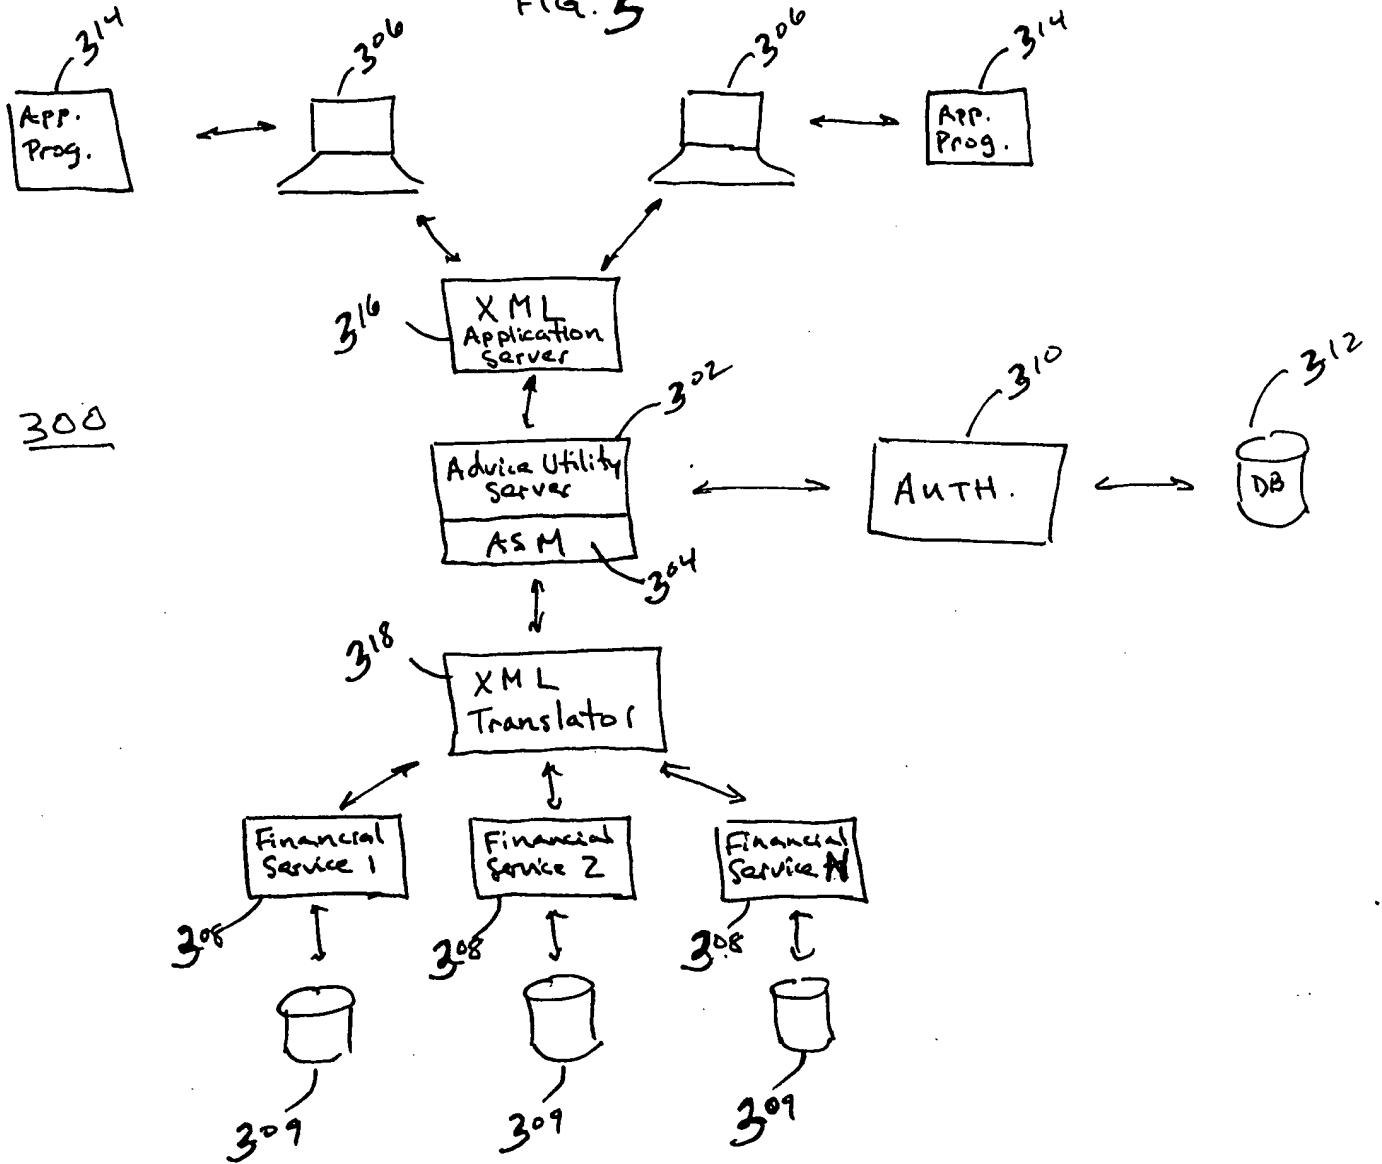 FIG. 3
314
306
306
314
App.
Prog.
App.
Prog.
316
XML
Application
Server
302
310
312
300
Advice Utility
Server
AUTH.
DB
ASM
304
318
XML
Translator
Financial
Service 1
Financial
Service 2
Financial
Service N
308
308
308
309
309
309